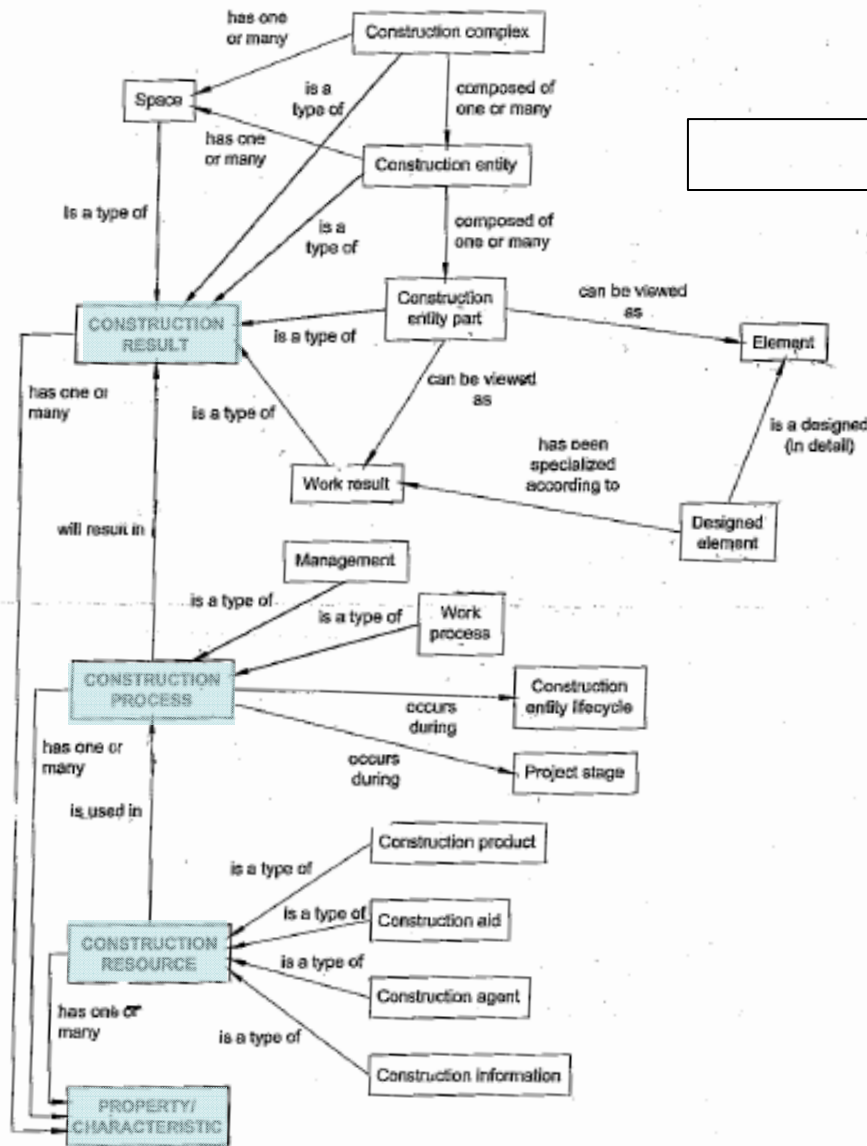 has one
or many
Construction complex
is a
type of
composed of
one or many
Space
has one
or many
Construction entity
Is a type of
is a
type of
composed of
one or many
Construction
entity part
can be viewed
as
CONSTRUCTION
RESULT
is a type of
Element
has one or
many
can be viewed
as
is a type of
is a designed
(in detail)
has been
specialized
according to
Work result
Designed
element
will result in
Management
is a type of
is a type of
Work
process
CONSTRUCTION
PROCESS
Construction
entity lifecycle
occurs
during
has one or
many
occurs
during
Project stage
is used in
Construction product
is a type of
is a type of
Construction aid
CONSTRUCTION
RESOURCE
is a type of
Construction agent
has one or
many
is a type of
Construction information
PROPERTY/
CHARACTERISTIC